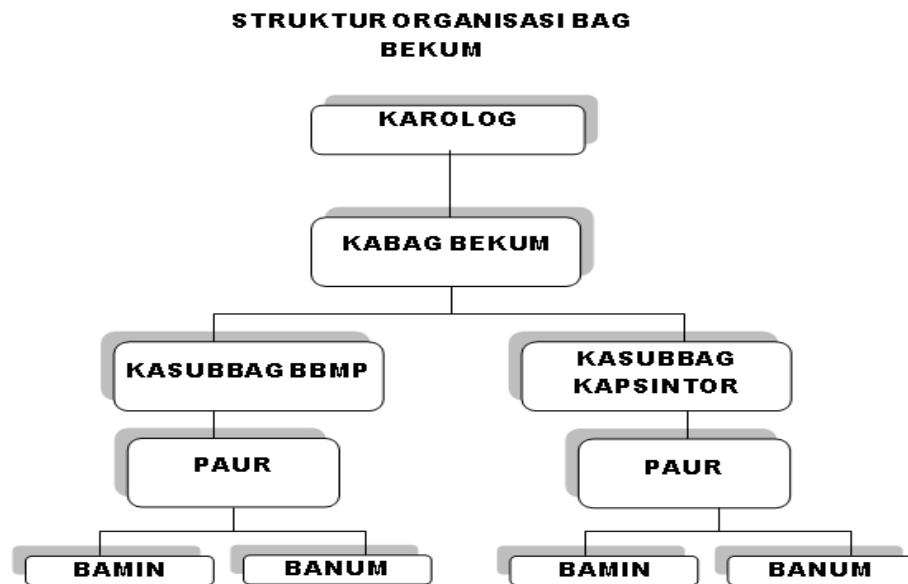 STRUKTUR ORGANISASI BAG
BEKUM
KAROLOG
KABAG BEKUM
KASUBBAG BBMP
KASUBBAG
KAPSINTOR
PAUR
PAUR
BAMIN
BANUM
BAMIN
BANUM